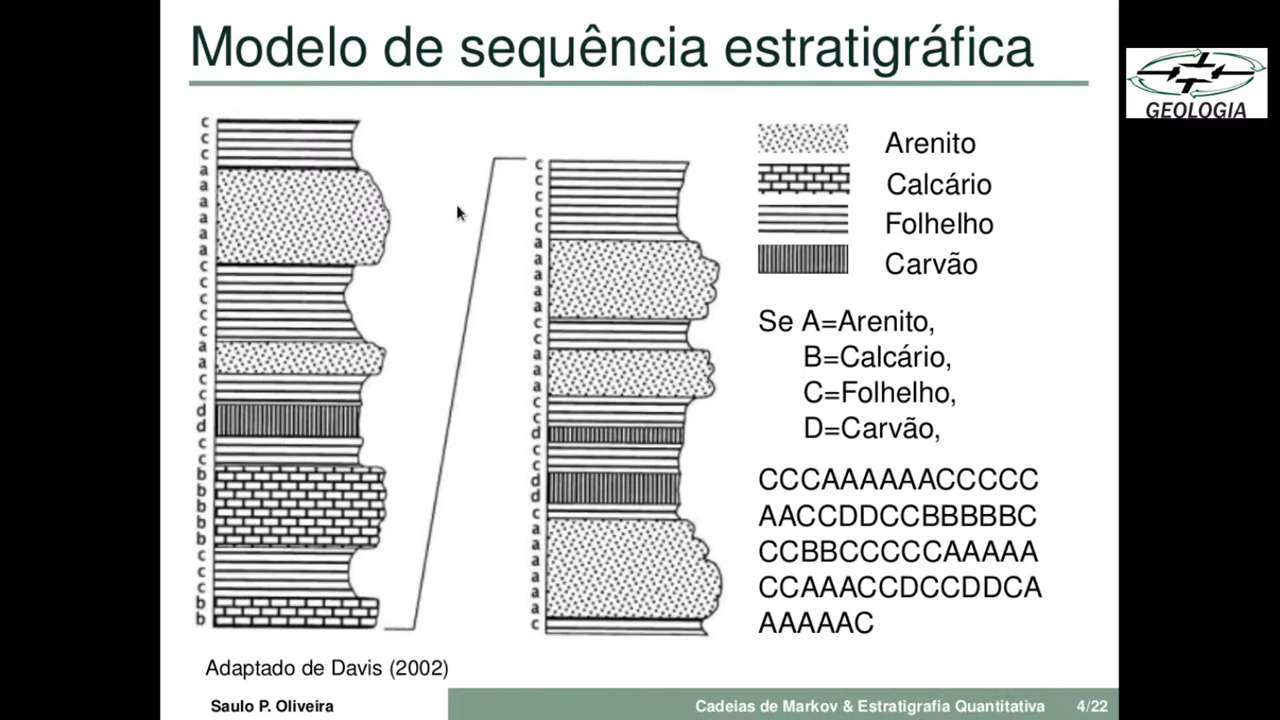 Modelo de sequência estratigráfica
GEOLOGIA
c
c
c
a
a
a
a
a
a
c
c
c
c
c
a
a
c
c
d
d
c
c
b
b
b
b
b
c
c
c
b
b
c
c
c
c
c
a
a
a
a
a
c
c
a
a
a
c
c
d
c
c
d
d
c
a
a
a
a
a
a
c
Arenito
Calcário
Folhelho
Carvão
Se A=Arenito,
B=Calcário,
C=Folhelho,
D=Carvão,
CCCAAAAAACCCCC
AACCDDCCBBBBBC
CCBBCCCCCAAAAA
CCAAACCDCCDDCA
AAAAAC
Adaptado de Davis (2002)
Saulo P. Oliveira
Cadeias de Markov & Estratigrafia Quantitativa 4/22